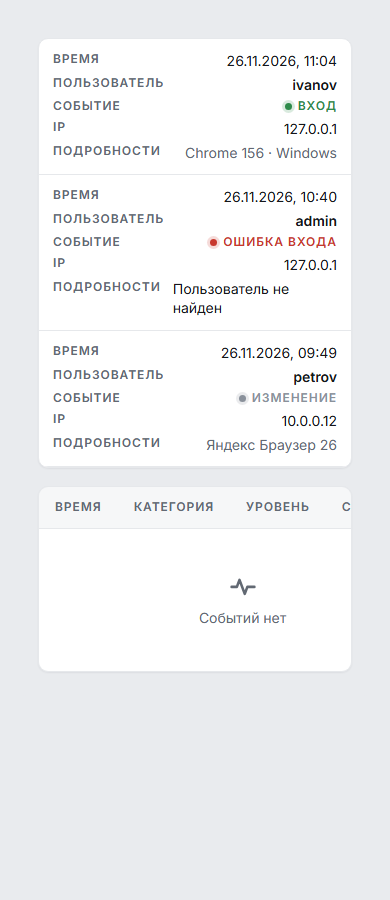 ВРЕМЯ 26.11.2026, 11:04
ПОЛЬЗОВАТЕЛЬ ivanov
СОБЫТИЕ ВХОД
IP 127.0.0.1
ПОДРОБНОСТИ Chrome 156 · Windows
ВРЕМЯ 26.11.2026, 10:40
ПОЛЬЗОВАТЕЛЬ admin
СОБЫТИЕ ОШИБКА ВХОДА
IP 127.0.0.1
ПОДРОБНОСТИ Пользователь не
найден
ВРЕМЯ 26.11.2026, 09:49
ПОЛЬЗОВАТЕЛЬ petrov
СОБЫТИЕ ИЗМЕНЕНИЕ
IP 10.0.0.12
ПОДРОБНОСТИ Яндекс Браузер 26
ВРЕМЯ КАТЕГОРИЯ УРОВЕНЬ С
Событий нет